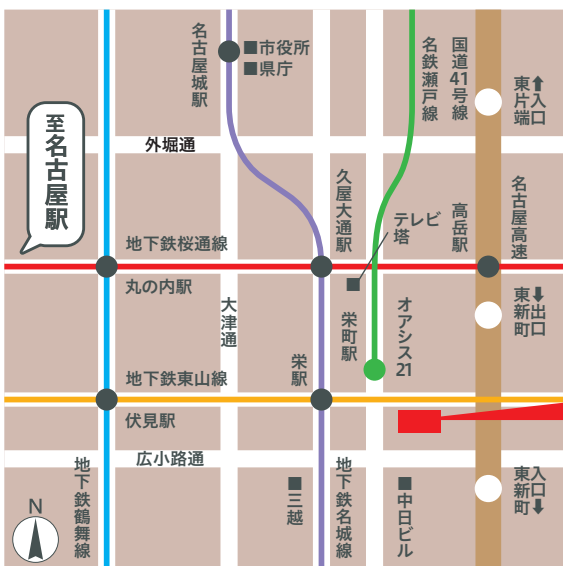 名古屋城駅
■市役所
■県庁
名鉄瀬戸線
国道41号線
東片端
入口
外堀通
至名古屋駅
久屋大通駅
テレビ塔
高岳駅
名古屋高速
地下鉄桜通線
丸の内駅
大津通
栄町駅
オアシス21
東新町
出口
栄駅
地下鉄東山線
伏見駅
広小路通
地下鉄鶴舞線
■三越
地下鉄名城線
■中日ビル
東新町
入口
N